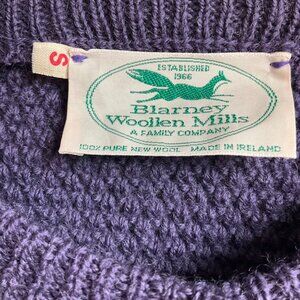 S
ESTABLISHED
1966
Blarney
Woollen Mills
A FAMILY COMPANY
100% PURE NEW WOOL MADE IN IRELAND